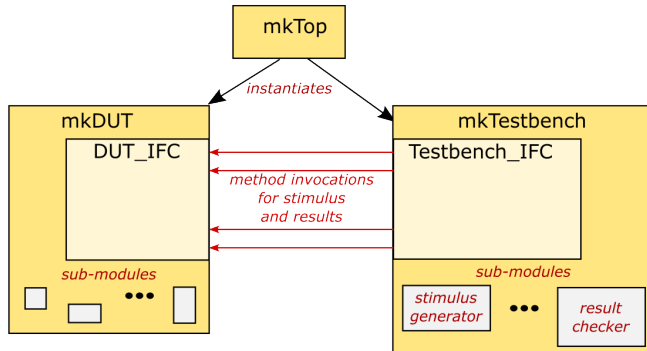 mkTop
instantiates
mkDUT
mkTestbench
DUT_IFC
Testbench_IFC
method invocations
for stimulus
and results
sub-modules
sub-modules
stimulus
generator
result
checker